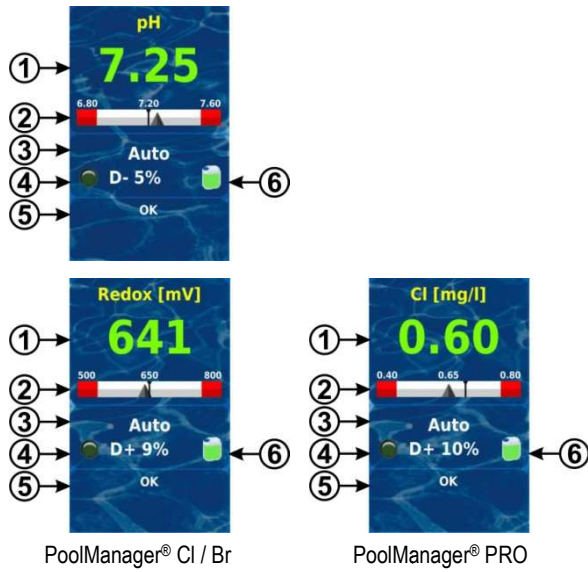 pH
① 7.25
② 6.80 7.20 7.60
③ Auto
④ D- 5% ⑥
⑤ OK
Redox [mV]
① 641
② 500 650 800
③ Auto
④ D+ 9% ⑥
⑤ OK
PoolManager® Cl / Br
Cl [mg/l]
① 0.60
② 0.40 0.65 0.80
③ Auto
④ D+ 10% ⑥
⑤ OK
PoolManager® PRO